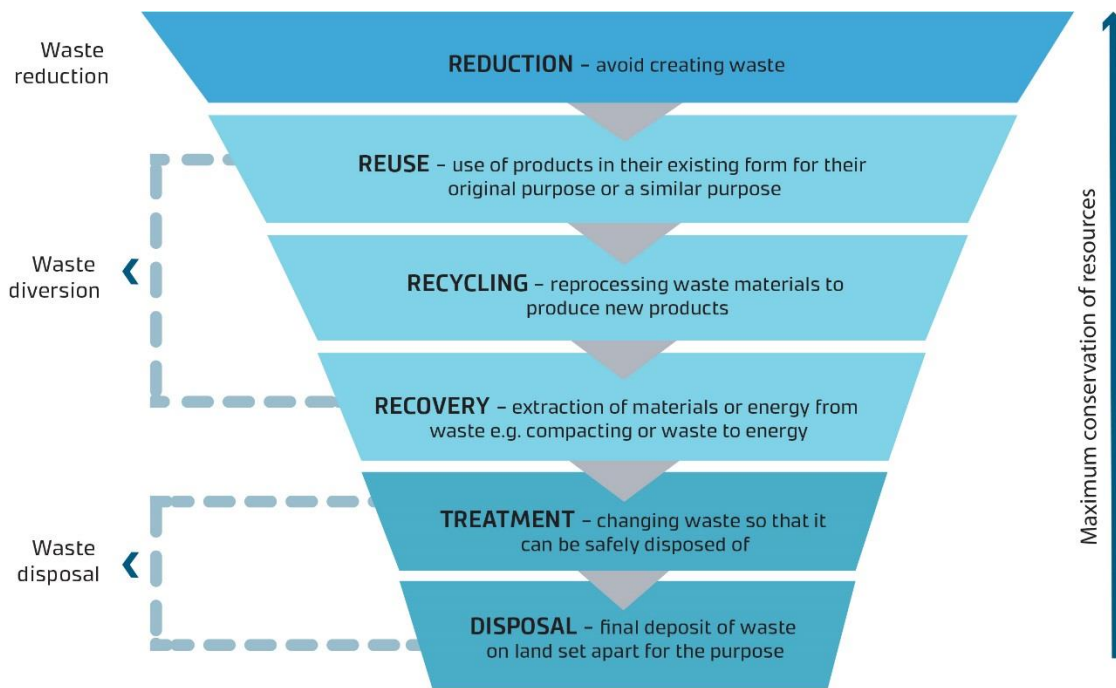 Waste
reduction
REDUCTION – avoid creating waste
REUSE – use of products in their existing form for their
original purpose or a similar purpose
Waste
diversion
RECYCLING – reprocessing waste materials to
produce new products
RECOVERY – extraction of materials or energy from
waste e.g. compacting or waste to energy
Waste
disposal
TREATMENT – changing waste so that it
can be safely disposed of
DISPOSAL – final deposit of waste
on land set apart for the purpose
Maximum conservation of resources